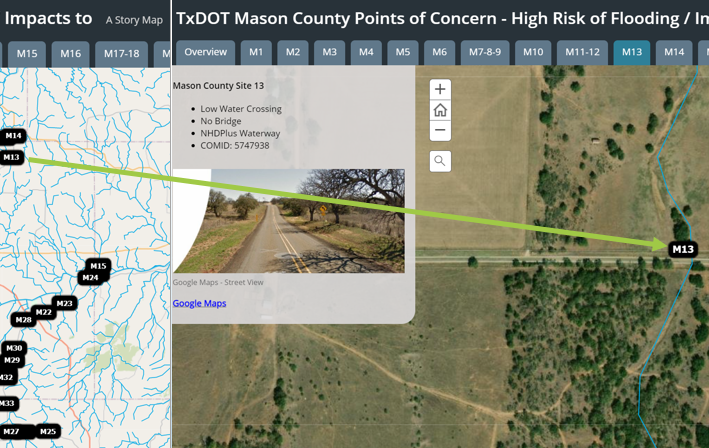 Impacts to A Story Map
M15 M16 M17-18 M
M14
M13
M15
M24
M23
M22
M28
M30
M29
M32
M33
M27 M25
TxDOT Mason County Points of Concern - High Risk of Flooding / Im
Overview M1 M2 M3 M4 M5 M6 M7-8-9 M10 M11-12 M13 M14
Mason County Site 13
Low Water Crossing
No Bridge
NHDPlus Waterway
COMID: 5747938
Google Maps - Street View
Google Maps
M13